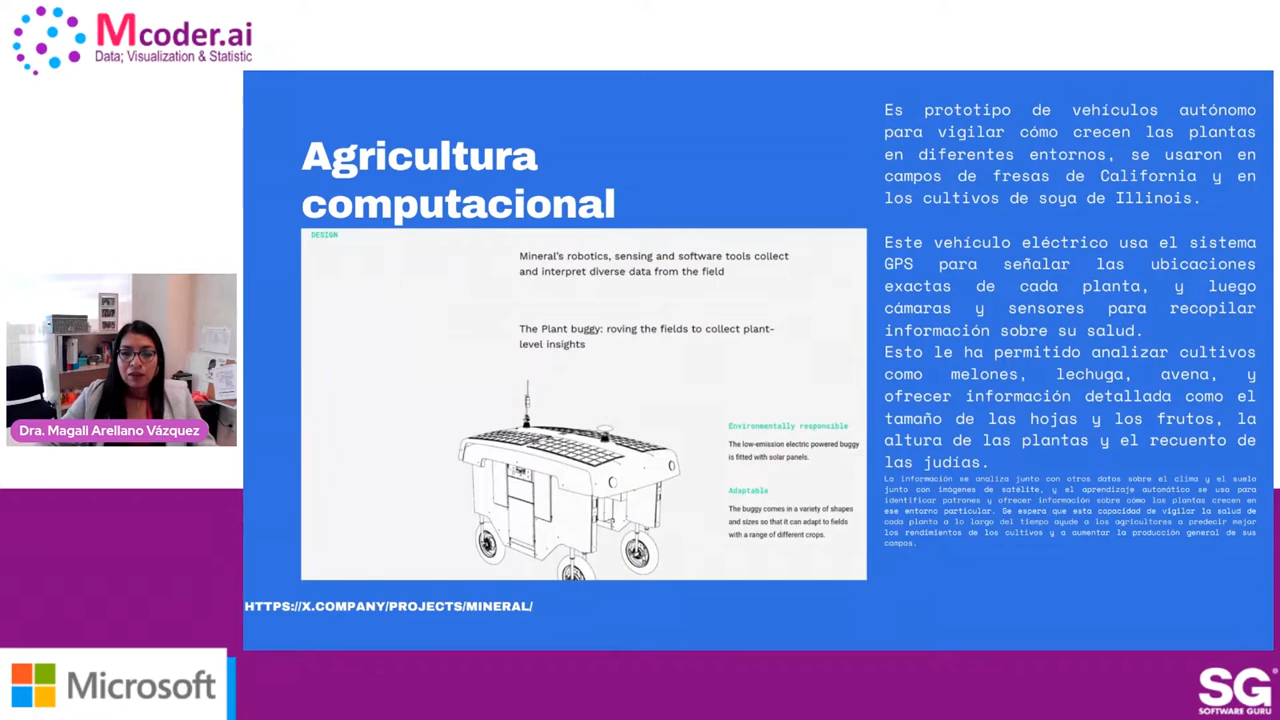 Mcoder.ai
Data; Visualization & Statistic
Agricultura
computacional
DESIGN
Mineral's robotics, sensing and software tools collect
and interpret diverse data from the field
The Plant buggy: roving the fields to collect plant-
level insights
Environmentally responsible
The low-emission electric powered buggy
is fitted with solar panels.
Adaptable
The buggy comes in a variety of shapes
and sizes so that it can adapt to fields
with a range of different crops.
HTTPS://X.COMPANY/PROJECTS/MINERAL/
Es prototipo de vehículos autónomo
para vigilar cómo crecen las plantas
en diferentes entornos, se usaron en
campos de fresas de California y en
los cultivos de soya de Illinois.
Este vehículo eléctrico usa el sistema
GPS para señalar las ubicaciones
exactas de cada planta, y luego
cámaras y sensores para recopilar
información sobre su salud.
Esto le ha permitido analizar cultivos
como melones, lechuga, avena, y
ofrecer información detallada como el
tamaño de las hojas y los frutos, la
altura de las plantas y el recuento de
las judías.
La información se analiza junto con otros datos sobre el clima y el suelo
junto con imágenes de satélite, y el aprendizaje automático se usa para
identificar patrones y ofrecer información sobre cómo las plantas crecen en
ese entorno particular. Se espera que esta capacidad de vigilar la salud de
cada planta a lo largo del tiempo ayude a los agricultores a predecir mejor
los rendimientos de los cultivos y a aumentar la producción general de sus
campos.
Dra. Magali Arellano Vázquez
Microsoft
SG
SOFTWARE GURU